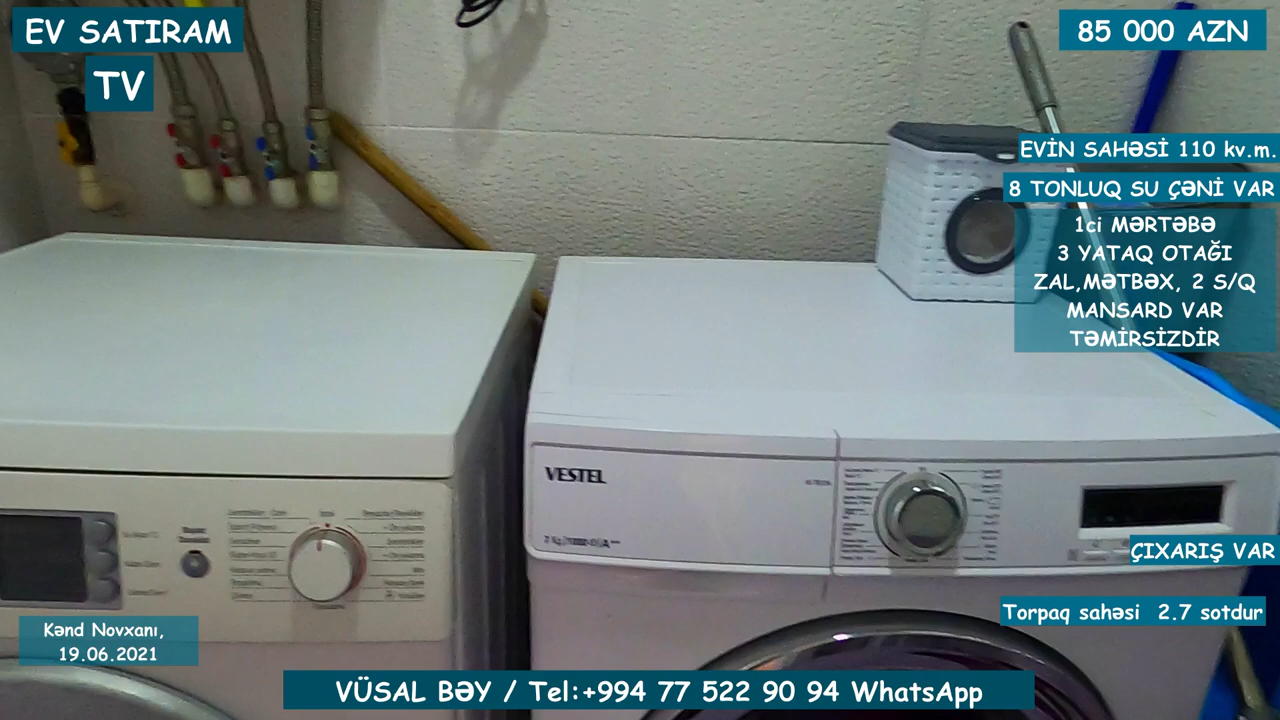 EV SATIRAM
TV
85 000 AZN
EVİN SAHƏSİ 110 kv.m.
8 TONLUQ SU ÇƏNİ VAR
1ci MƏRTƏBƏ
3 YATAQ OTAĞI
ZAL,MƏTBƏX, 2 S/Q
MANSARD VAR
TƏMİRSİZDİR
VESTEL
ÇIXARIŞ VAR
Torpaq sahəsi 2.7 sotdur
Kənd Novxanı,
19.06.2021
VÜSAL BƏY / Tel:+994 77 522 90 94 WhatsApp